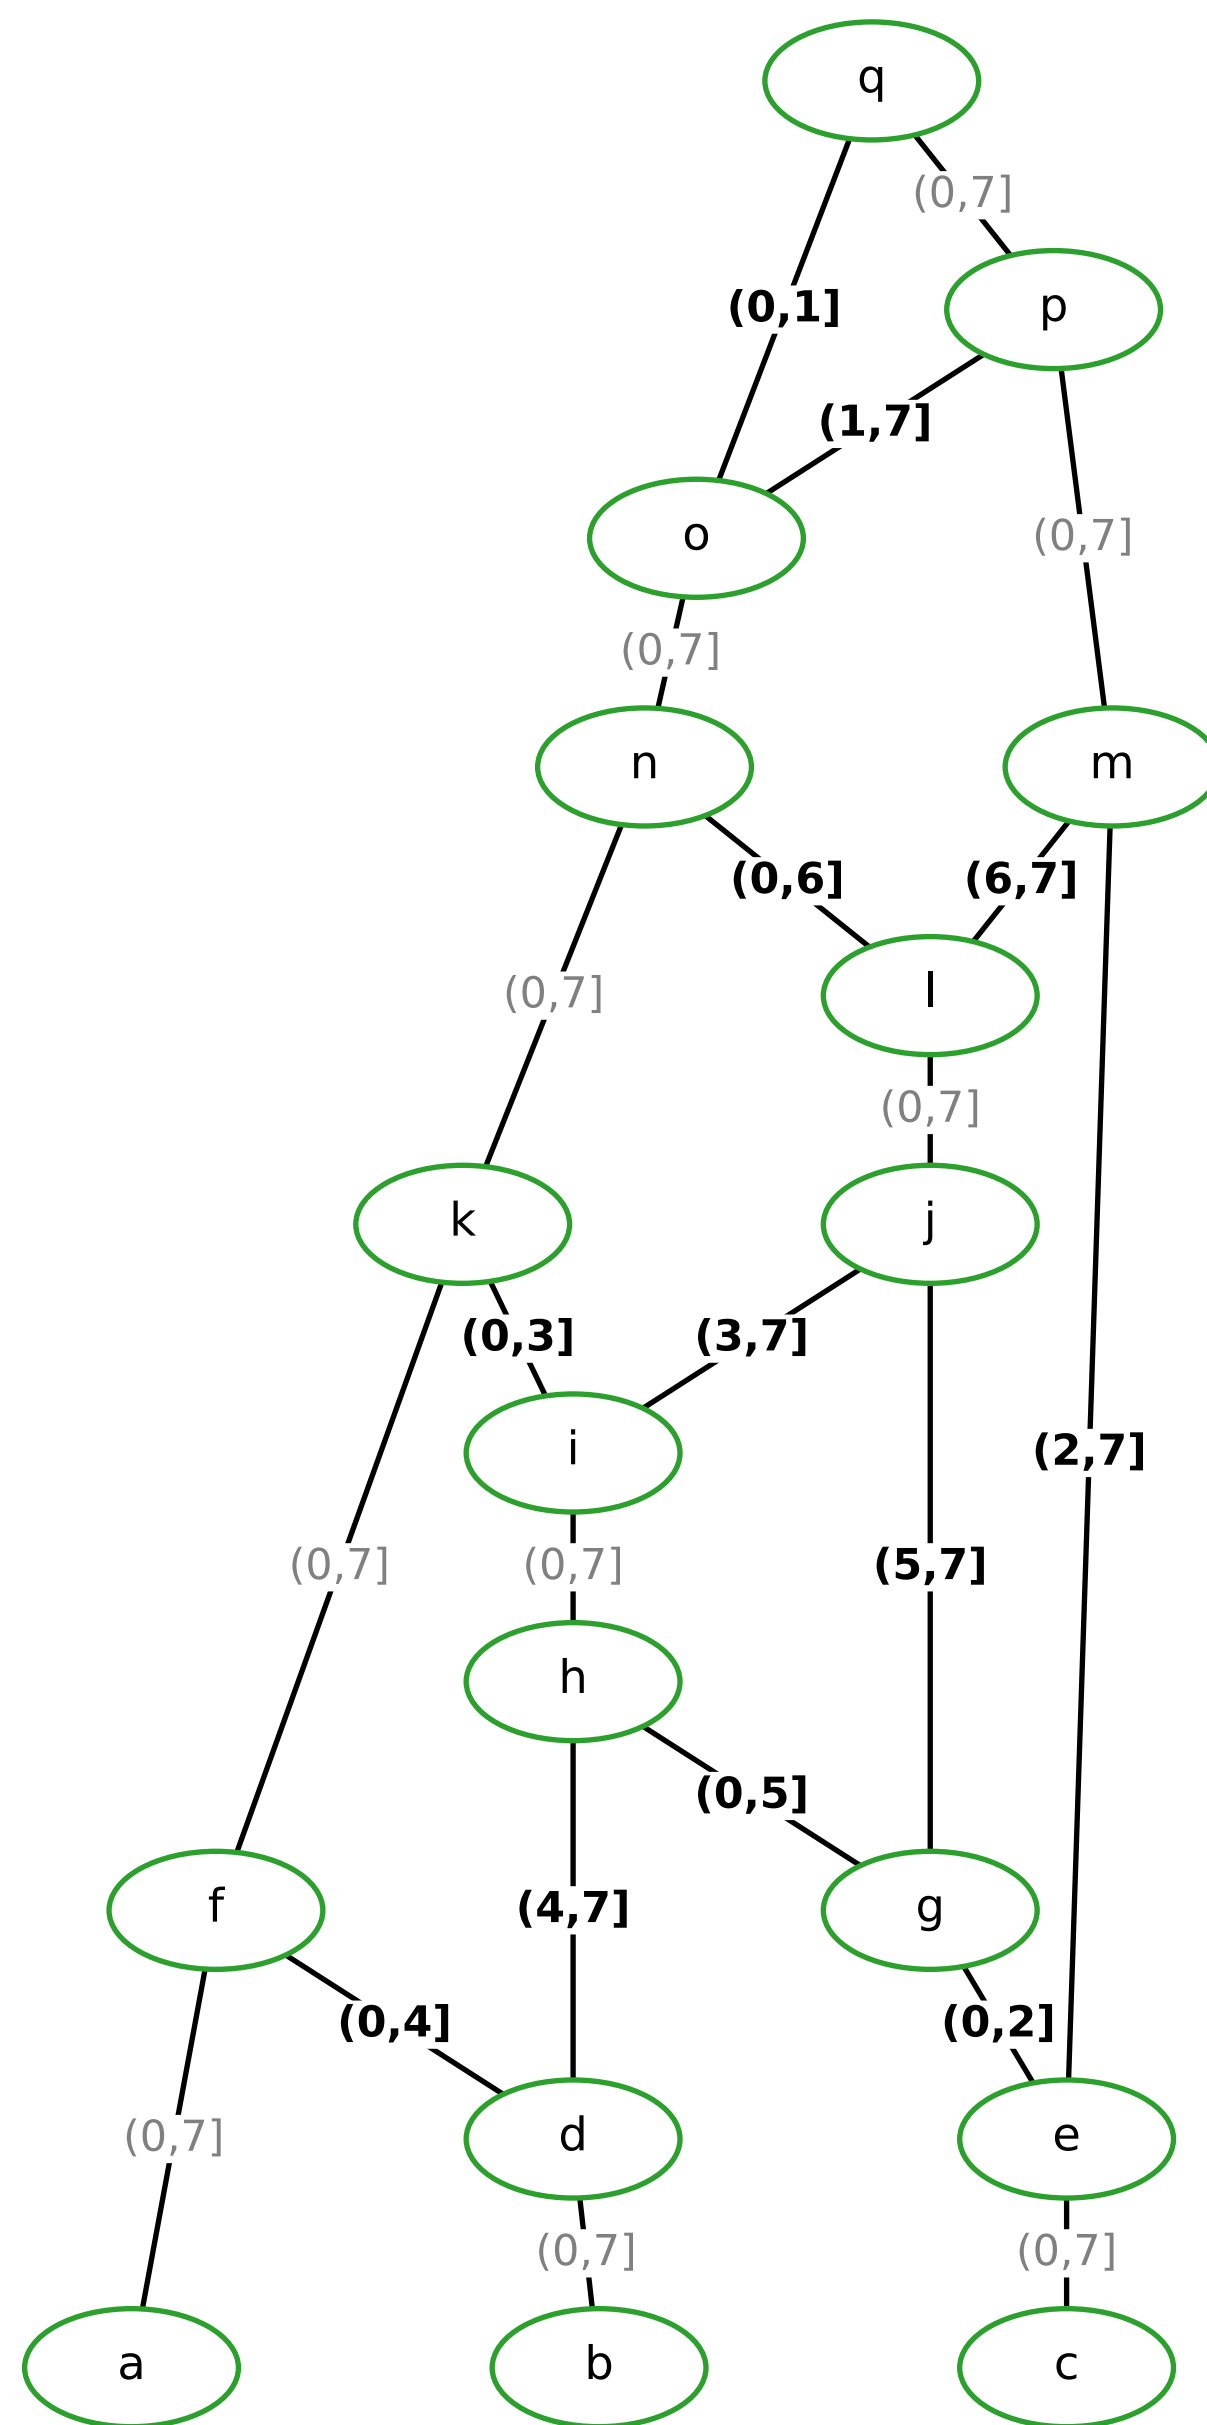 q
(0,7]
(0,1]
p
(1,7]
o
(0,7]
(0,7]
n
m
(0,6]
(6,7]
(0,7]
l
(0,7]
k
j
(0,3]
(3,7]
i
(2,7]
(0,7]
(0,7]
(5,7]
h
(0,5]
f
(4,7]
g
(0,4]
(0,2]
(0,7]
d
e
(0,7]
(0,7]
a
b
c